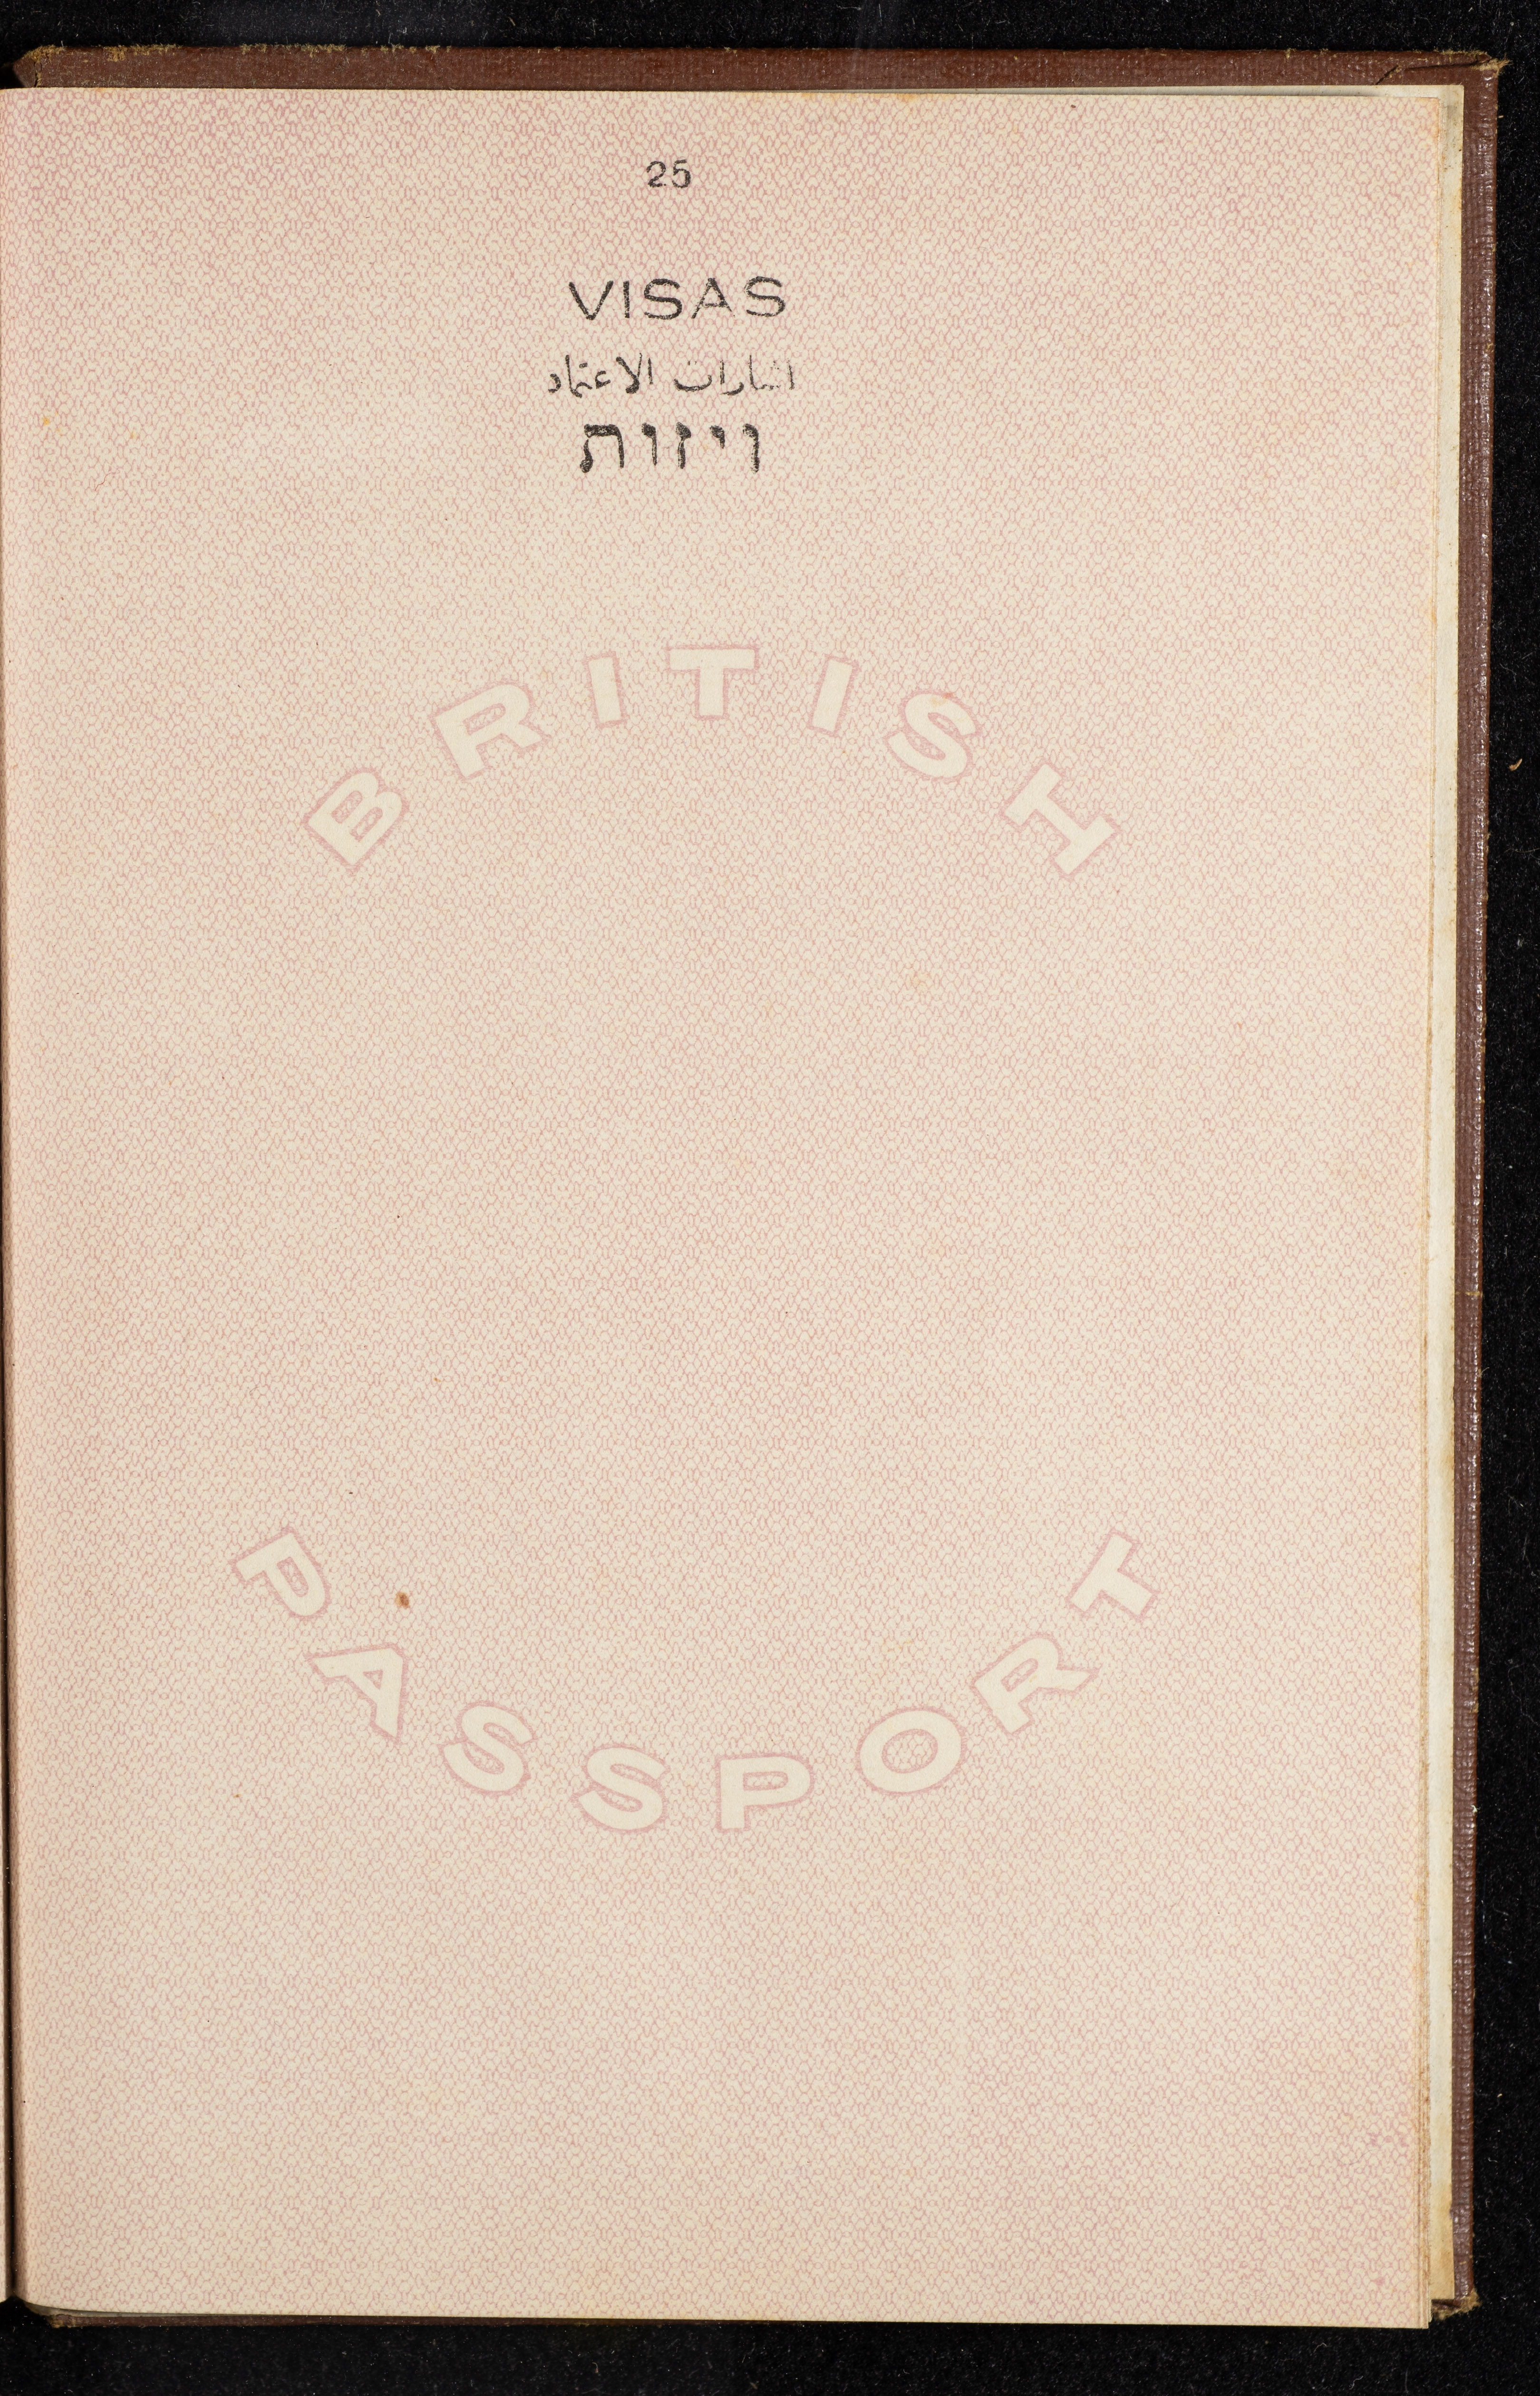 25
VISAS
اشارات الاعتماد
ויזות
BRITISH
PASSPORT